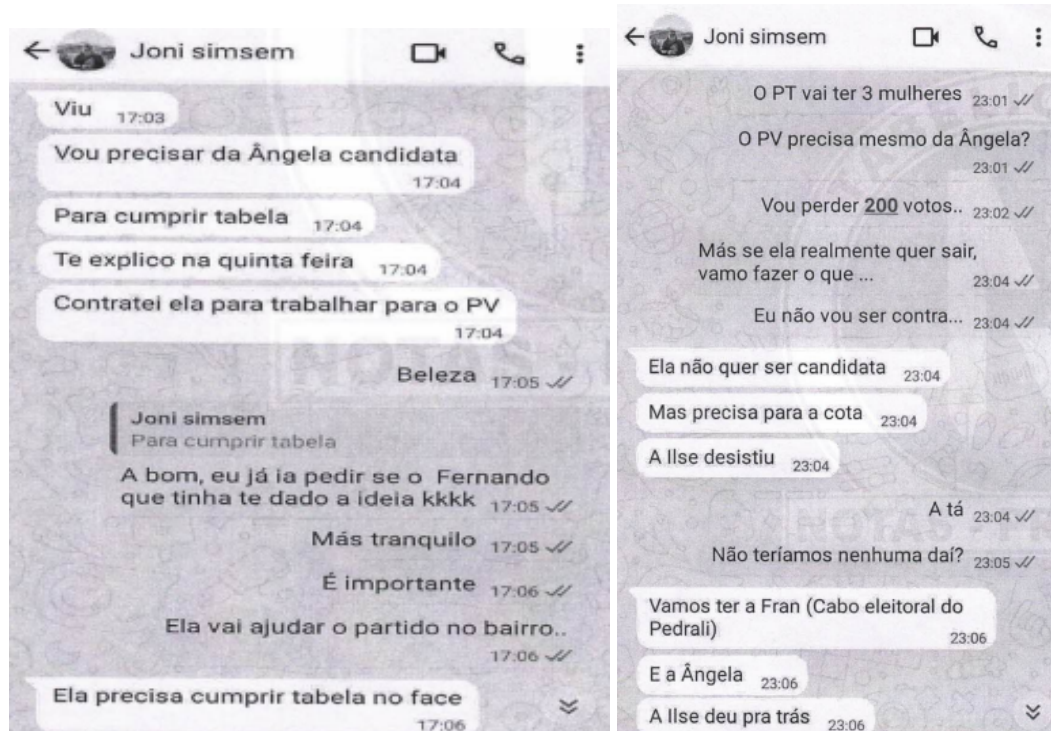 Joni simsem
Viu 17:03
Vou precisar da Ângela candidata
17:04
Para cumprir tabela 17:04
Te explico na quinta feira 17:04
Contratei ela para trabalhar para o PV
17:04
Beleza 17:05
Joni simsem
Para cumprir tabela
A bom, eu já ia pedir se o Fernando
que tinha te dado a ideia kkkk 17:05
Más tranquilo 17:05
É importante 17:06
Ela vai ajudar o partido no bairro..
17:06
Ela precisa cumprir tabela no face
17:06
Joni simsem
O PT vai ter 3 mulheres 23:01
O PV precisa mesmo da Ângela?
23:01
Vou perder 200 votos.. 23:02
Más se ela realmente quer sair,
vamo fazer o que ... 23:04
Eu não vou ser contra... 23:04
Ela não quer ser candidata 23:04
Mas precisa para a cota 23:04
A Ilse desistiu 23:04
A tá 23:04
Não teríamos nenhuma daí? 23:05
Vamos ter a Fran (Cabo eleitoral do
Pedrali) 23:06
E a Ângela 23:06
A Ilse deu pra trás 23:06
NOTAS